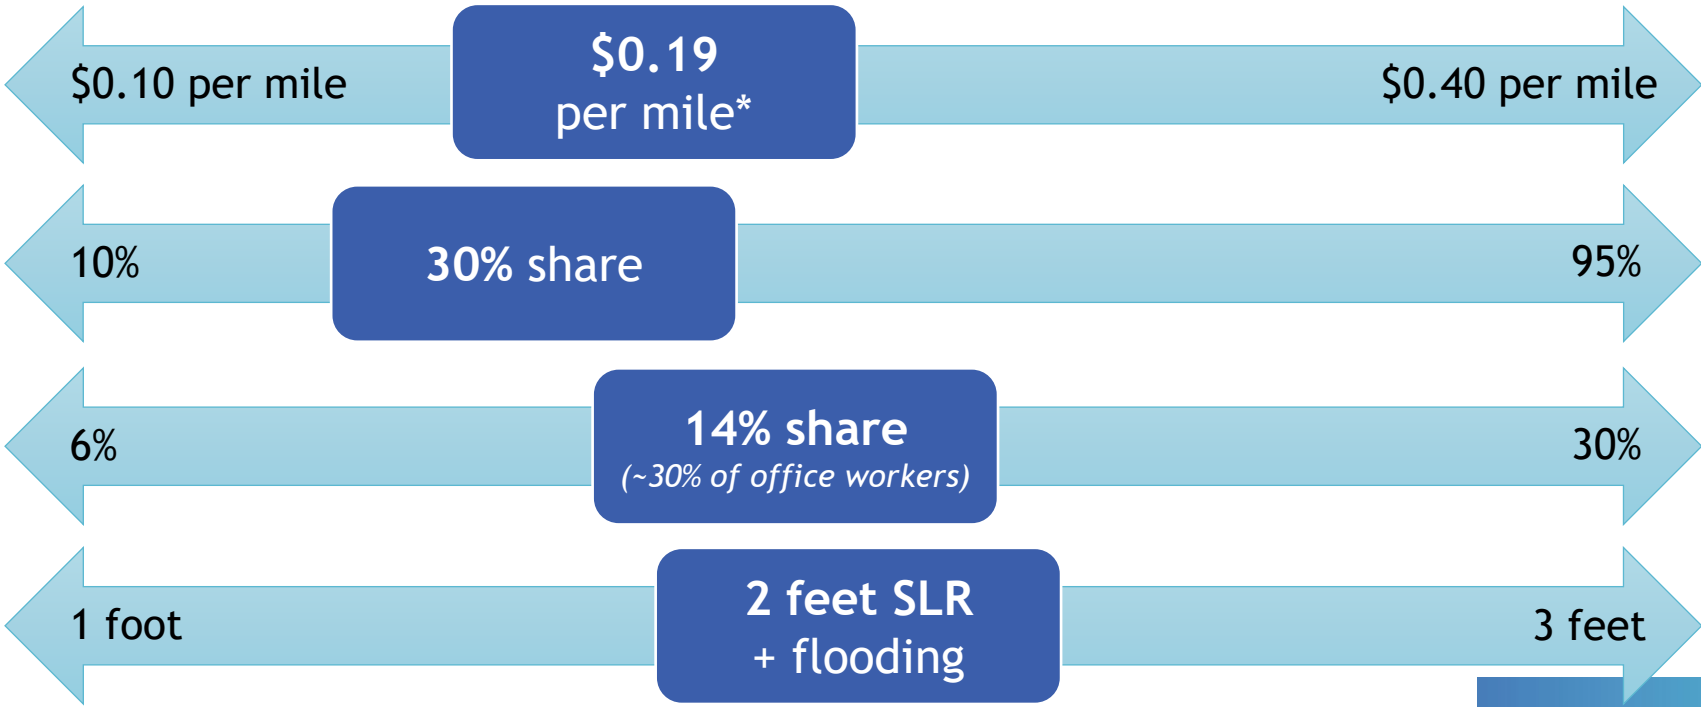 $0.10 per mile
$0.19
per mile*
$0.40 per mile
10%
30% share
95%
6%
14% share
(~30% of office workers)
30%
1 foot
2 feet SLR
+ flooding
3 feet